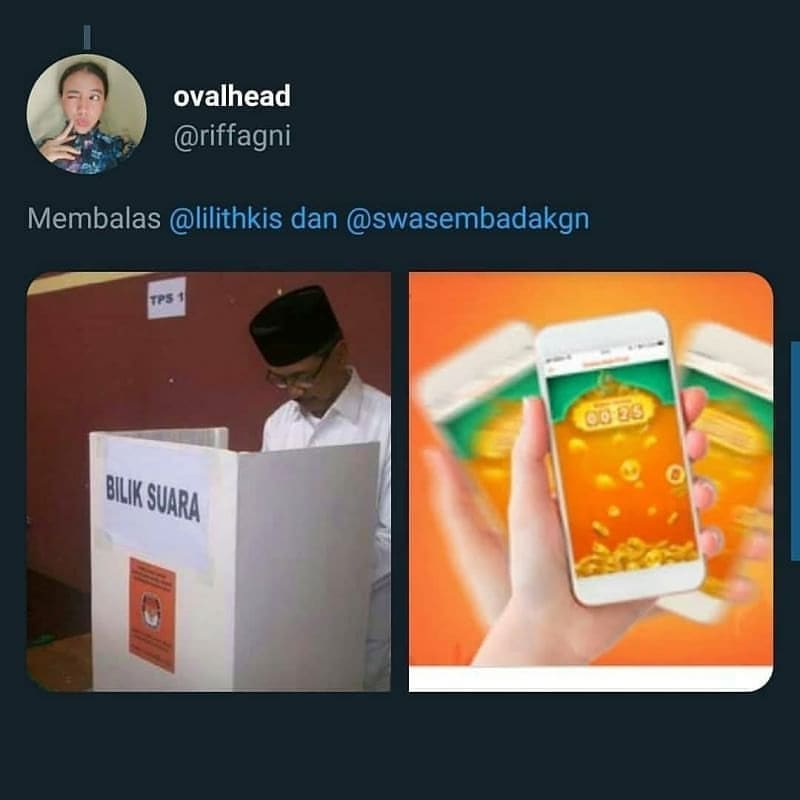 ovalhead
@riffagni
Membalas @lilithkis dan @swasembadakgn
TPS 1
BILIK SUARA
00:25